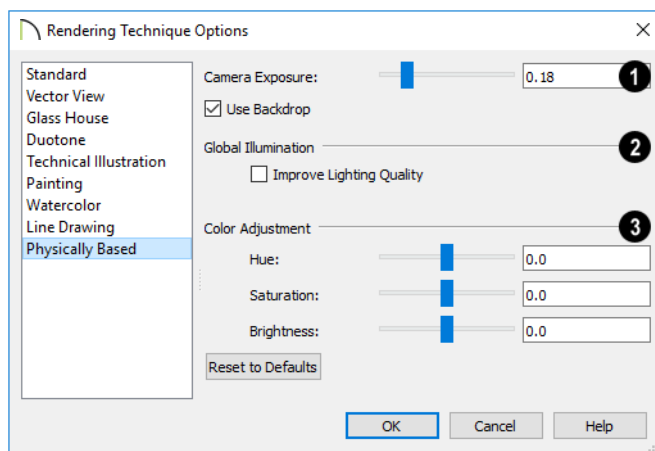 Rendering Technique Options
Standard
Vector View
Glass House
Duotone
Technical Illustration
Painting
Watercolor
Line Drawing
Physically Based
Camera Exposure: 0.18 1
Use Backdrop
Global Illumination 2
Improve Lighting Quality
Color Adjustment 3
Hue: 0.0
Saturation: 0.0
Brightness: 0.0
Reset to Defaults
OK Cancel Help